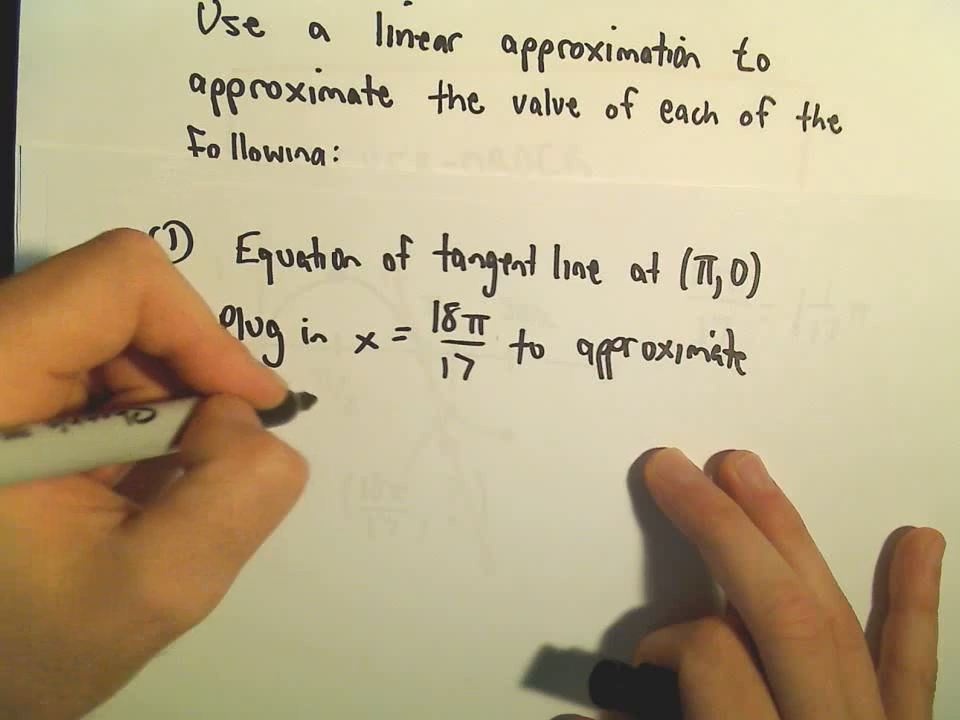 Use a linear approximation to
approximate the value of each of the
Followina:
① Equation of tangent line at (π, 0)
plug in x = 18π/17 to approximate